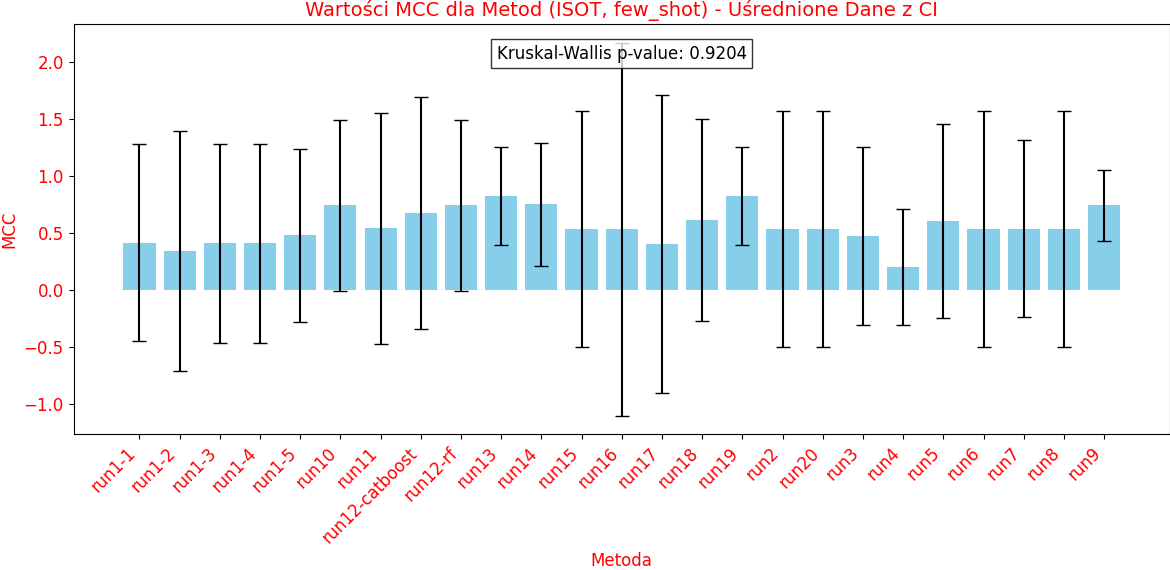 Wartości MCC dla Metod (ISOT, few_shot) - Uśrednione Dane z CI
Kruskal-Wallis p-value: 0.9204
2.0
1.5
1.0
0.5
0.0
−0.5
−1.0
MCC
run1-1
run1-2
run1-3
run1-4
run1-5
run10
run11
run12-catboost
run12-rf
run13
run14
run15
run16
run17
run18
run19
run2
run20
run3
run4
run5
run6
run7
run8
run9
Metoda